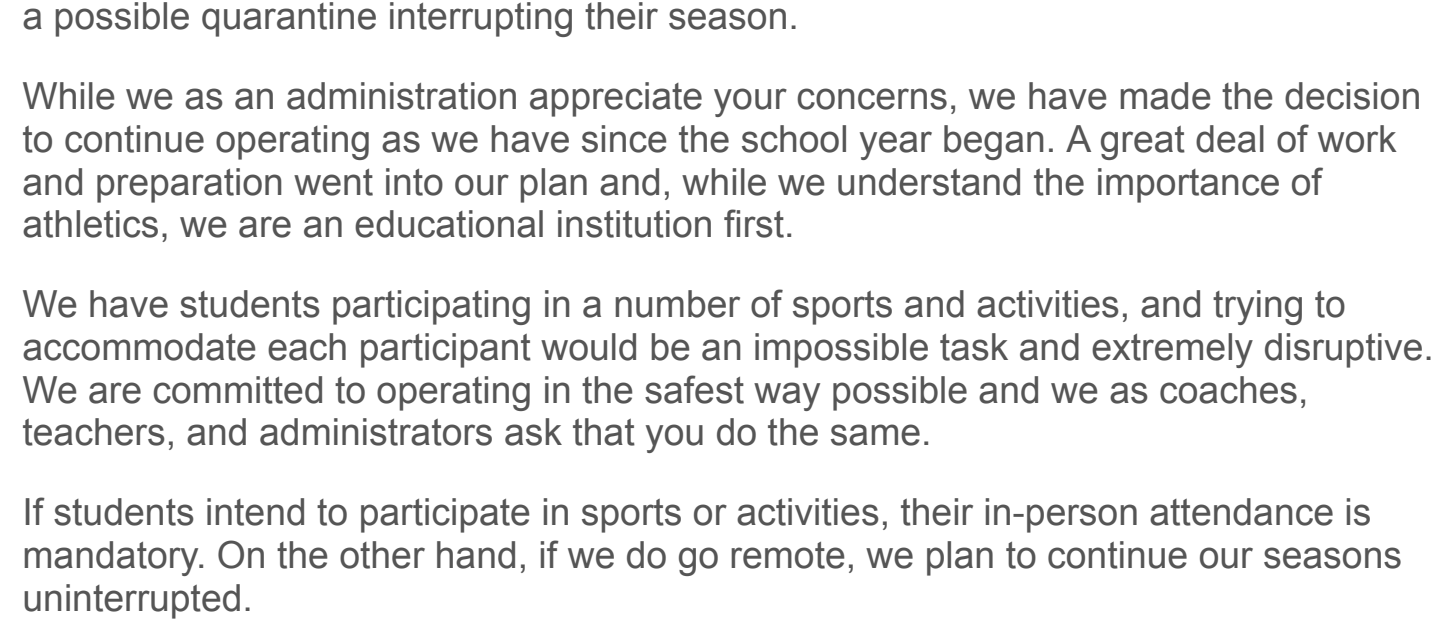 a possible quarantine interrupting their season.
While we as an administration appreciate your concerns, we have made the decision
to continue operating as we have since the school year began. A great deal of work
and preparation went into our plan and, while we understand the importance of
athletics, we are an educational institution first.
We have students participating in a number of sports and activities, and trying to
accommodate each participant would be an impossible task and extremely disruptive.
We are committed to operating in the safest way possible and we as coaches,
teachers, and administrators ask that you do the same.
If students intend to participate in sports or activities, their in-person attendance is
mandatory. On the other hand, if we do go remote, we plan to continue our seasons
uninterrupted.